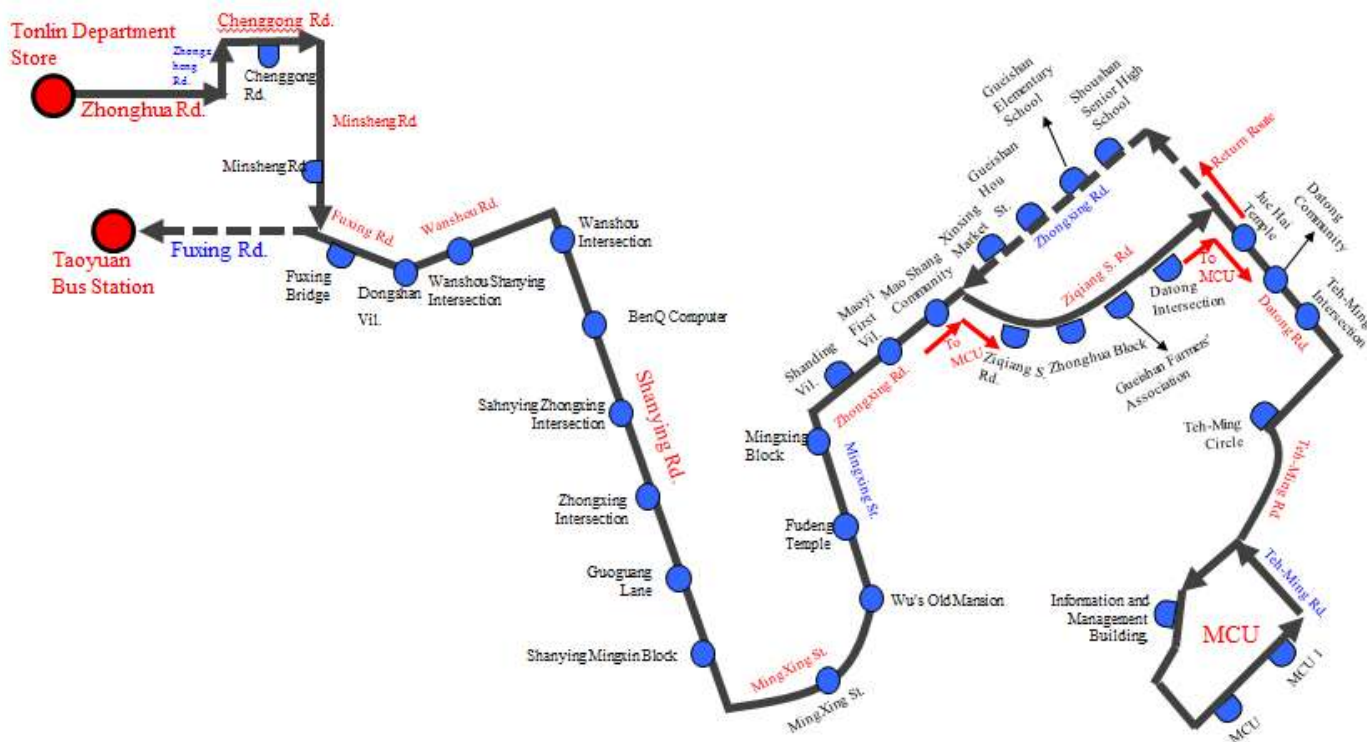 Tonlin Department
Store
Zhonghua Rd.
Zhongx
hong
Rd.
Chenggong Rd.
Chenggong
Rd.
Minsheng Rd
Minsheng Rd.
Taoyuan
Bus Station
Fuxing Rd.
Fuxing Rd.
Fuxing
Bridge
Dongshan
Vil.
Wanshou Rd.
Wanshou Shanying
Intersection
Wanshou
Intersection
BenQ Computer
Shanying Rd.
Sahnying Zhongxing
Intersection
Zhongxing
Intersection
Guoguang
Lane
Shanying Mingxin Block
MingXing St.
MingXing St.
Wu's Old Mansion
Fudeng
Temple
Mingxing St.
Mingxing
Block
Shanding
Vil.
Maoyi
First
Vil.
Mao Shang
Community
Zhongxing Rd.
To
MCU
Xinxing
Market
Gueishan
Hou
St.
Gueishan
Elementary
School
Shoushan
Senior High
School
Zhongxing Rd.
Ziqiang S. Rd.
Ziqiang S.
Rd.
Zhonghua Block
Gueishan Farmers'
Association
Datong
Intersection
To
MCU
Return Route
Jue Hai
Temple
Datong
Community
Datong Rd.
Teh-Ming
Intersection
Teh-Ming
Circle
Teh-Ming Rd.
Teh-Ming Rd.
Information and
Management
Building
MCU
MCU 1
MCU